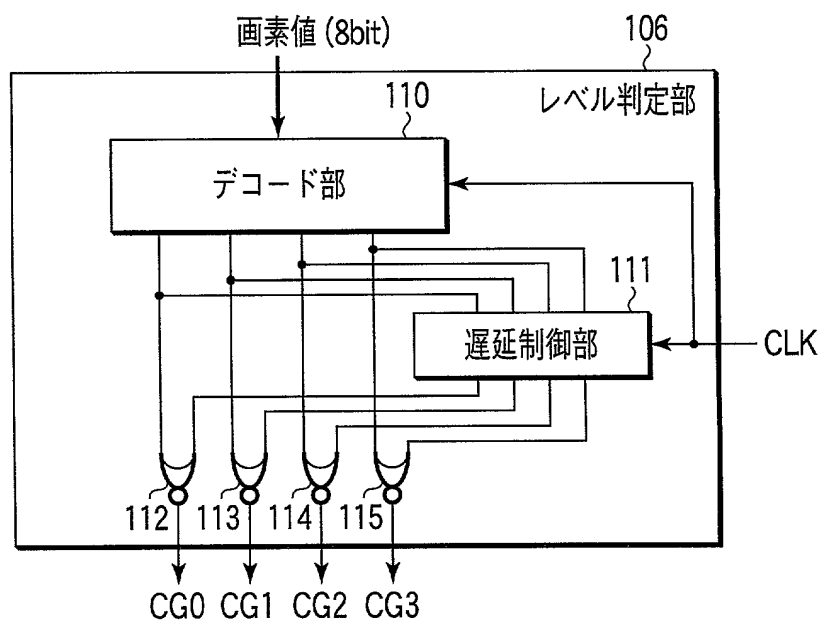 画素値(8bit)
106
レベル判定部
110
デコード部
111
遅延制御部
CLK
112
113
114
115
CG0
CG1
CG2
CG3